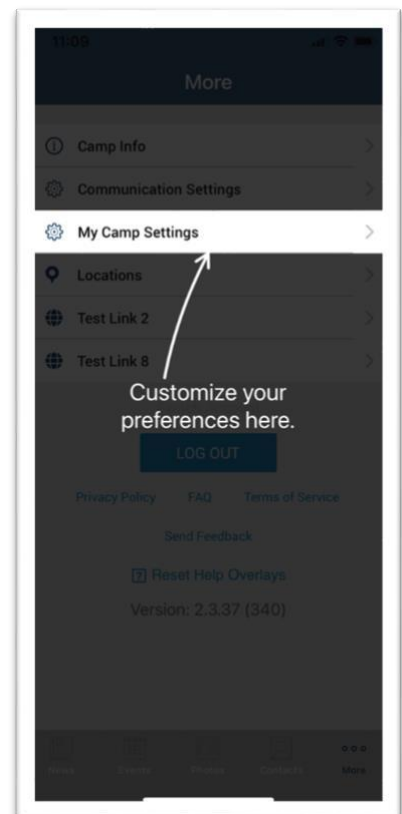 11:09
More
Camp Info
Communication Settings
My Camp Settings
Locations
Test Link 2
Test Link 8
Customize your
preferences here.
LOG OUT
Privacy Policy FAQ Terms of Service
Send Feedback
? Reset Help Overlays
Version: 2.3.37 (340)
News Events Photos Contacts More